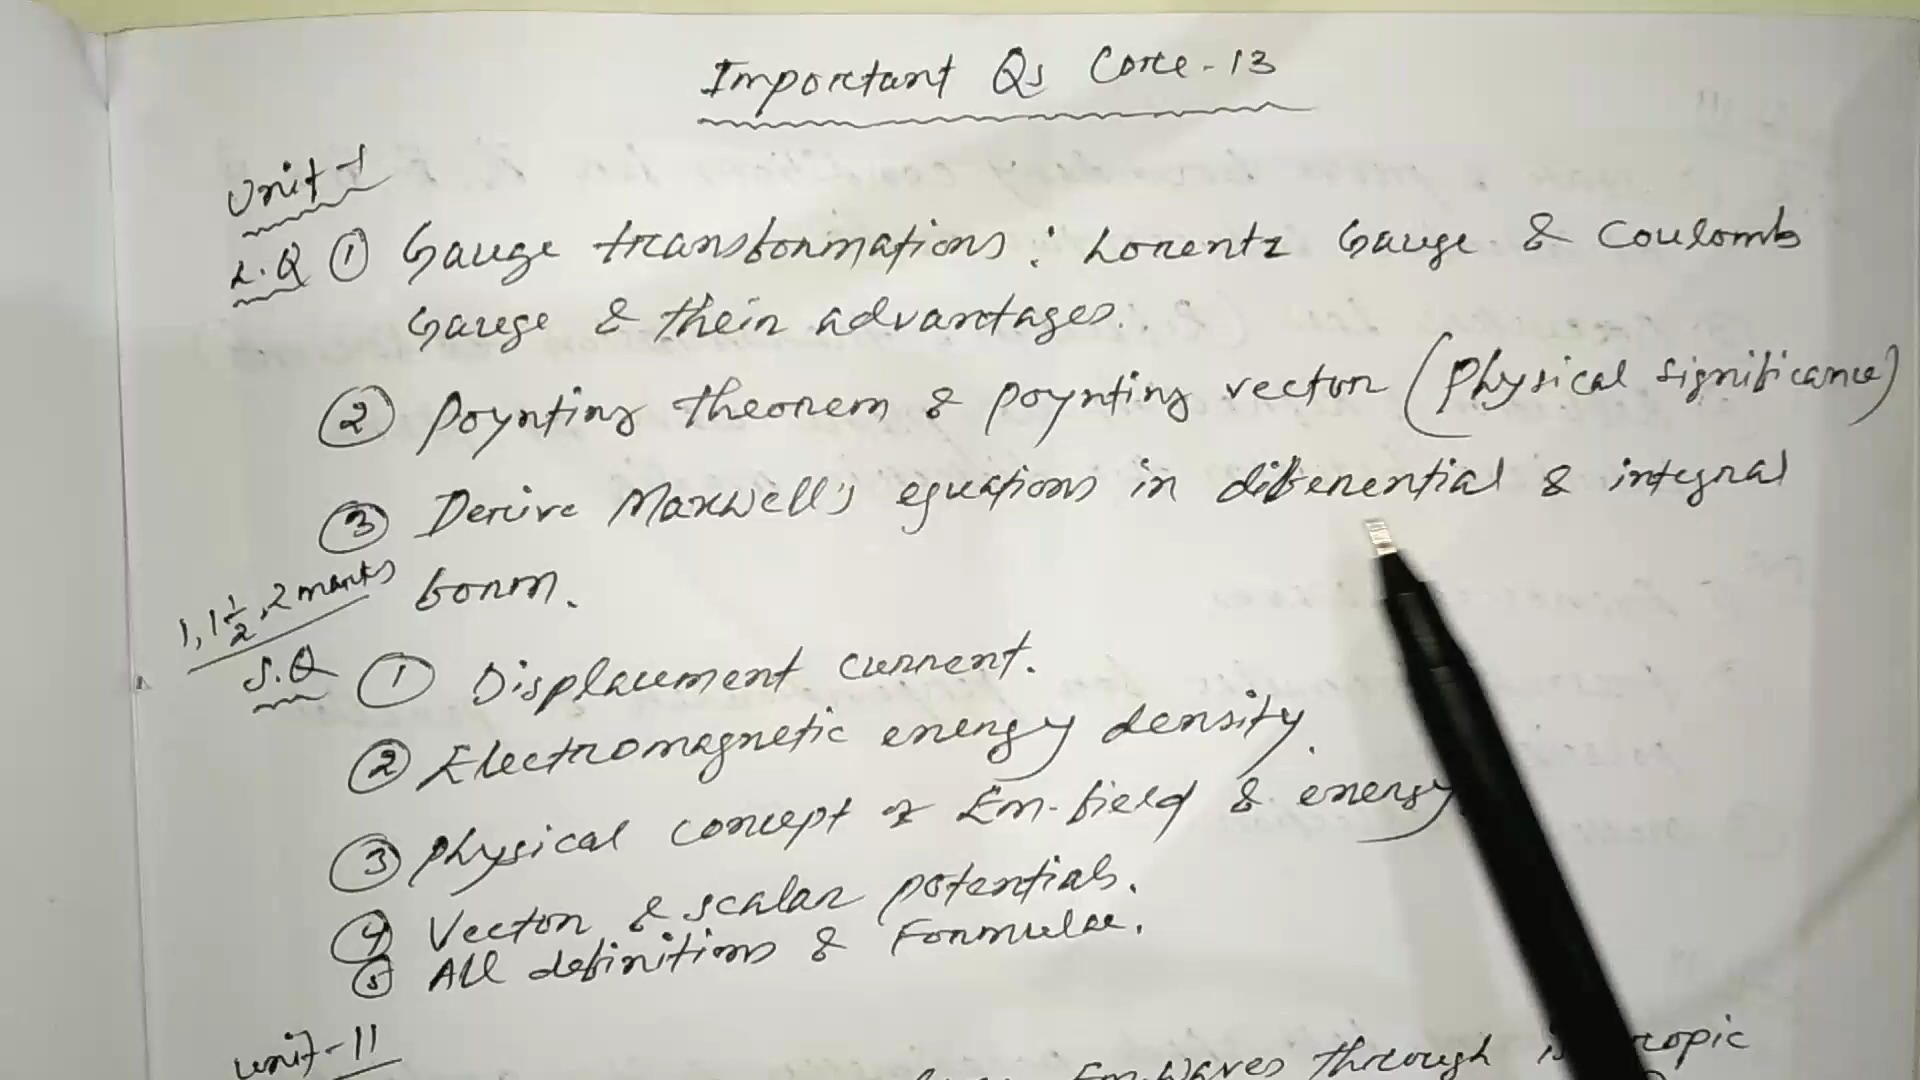 Important Qs Core-13
Unit-I
L.Q ① Gauge transformations : Lorentz Gauge & Coulomb
Gauge & their advantages.
② Poynting theorem & poynting vector (Physical significance)
③ Derive Maxwell's equations in diferential & integral
form.
1, 1½, 2 marks
S.Q ① Displacement current.
② Electromagnetic energy density.
③ Physical concept of Em-field & energy
④ Vector & scalar potentials.
⑤ All definitions & Formulae.
Unit-II
Em-waves through